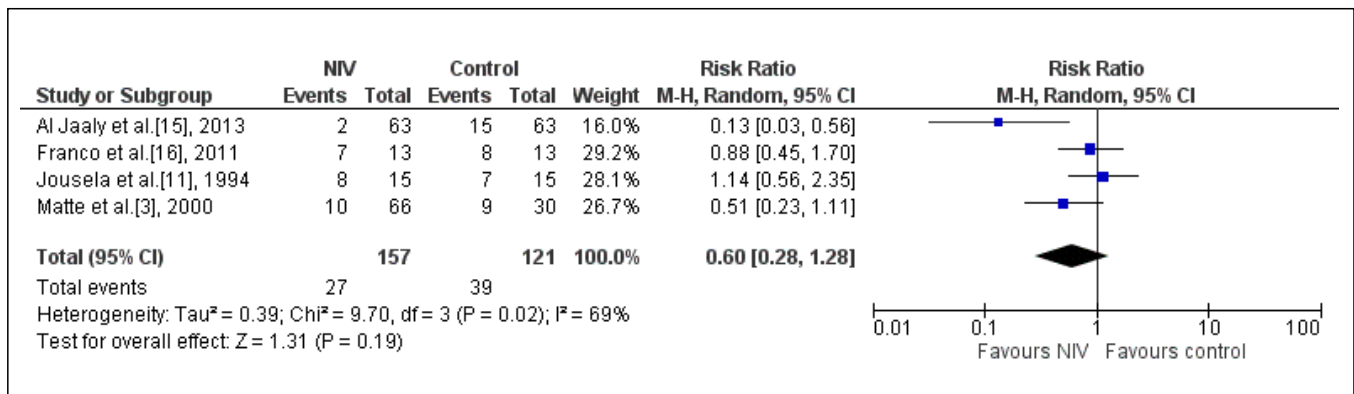 NIV Control Risk Ratio Risk Ratio
Study or Subgroup Events Total Events Total Weight M-H, Random, 95% CI M-H, Random, 95% CI
Al Jaaly et al.[15], 2013 2 63 15 63 16.0% 0.13 [0.03, 0.56]
Franco et al.[16], 2011 7 13 8 13 29.2% 0.88 [0.45, 1.70]
Jousela et al.[11], 1994 8 15 7 15 28.1% 1.14 [0.56, 2.35]
Matte et al.[3], 2000 10 66 9 30 26.7% 0.51 [0.23, 1.11]
Total (95% CI) 157 121 100.0% 0.60 [0.28, 1.28]
Total events 27 39
Heterogeneity: Tau² = 0.39; Chi² = 9.70, df = 3 (P = 0.02); I² = 69%
Test for overall effect: Z = 1.31 (P = 0.19)
0.01 0.1 1 10 100
Favours NIV Favours control